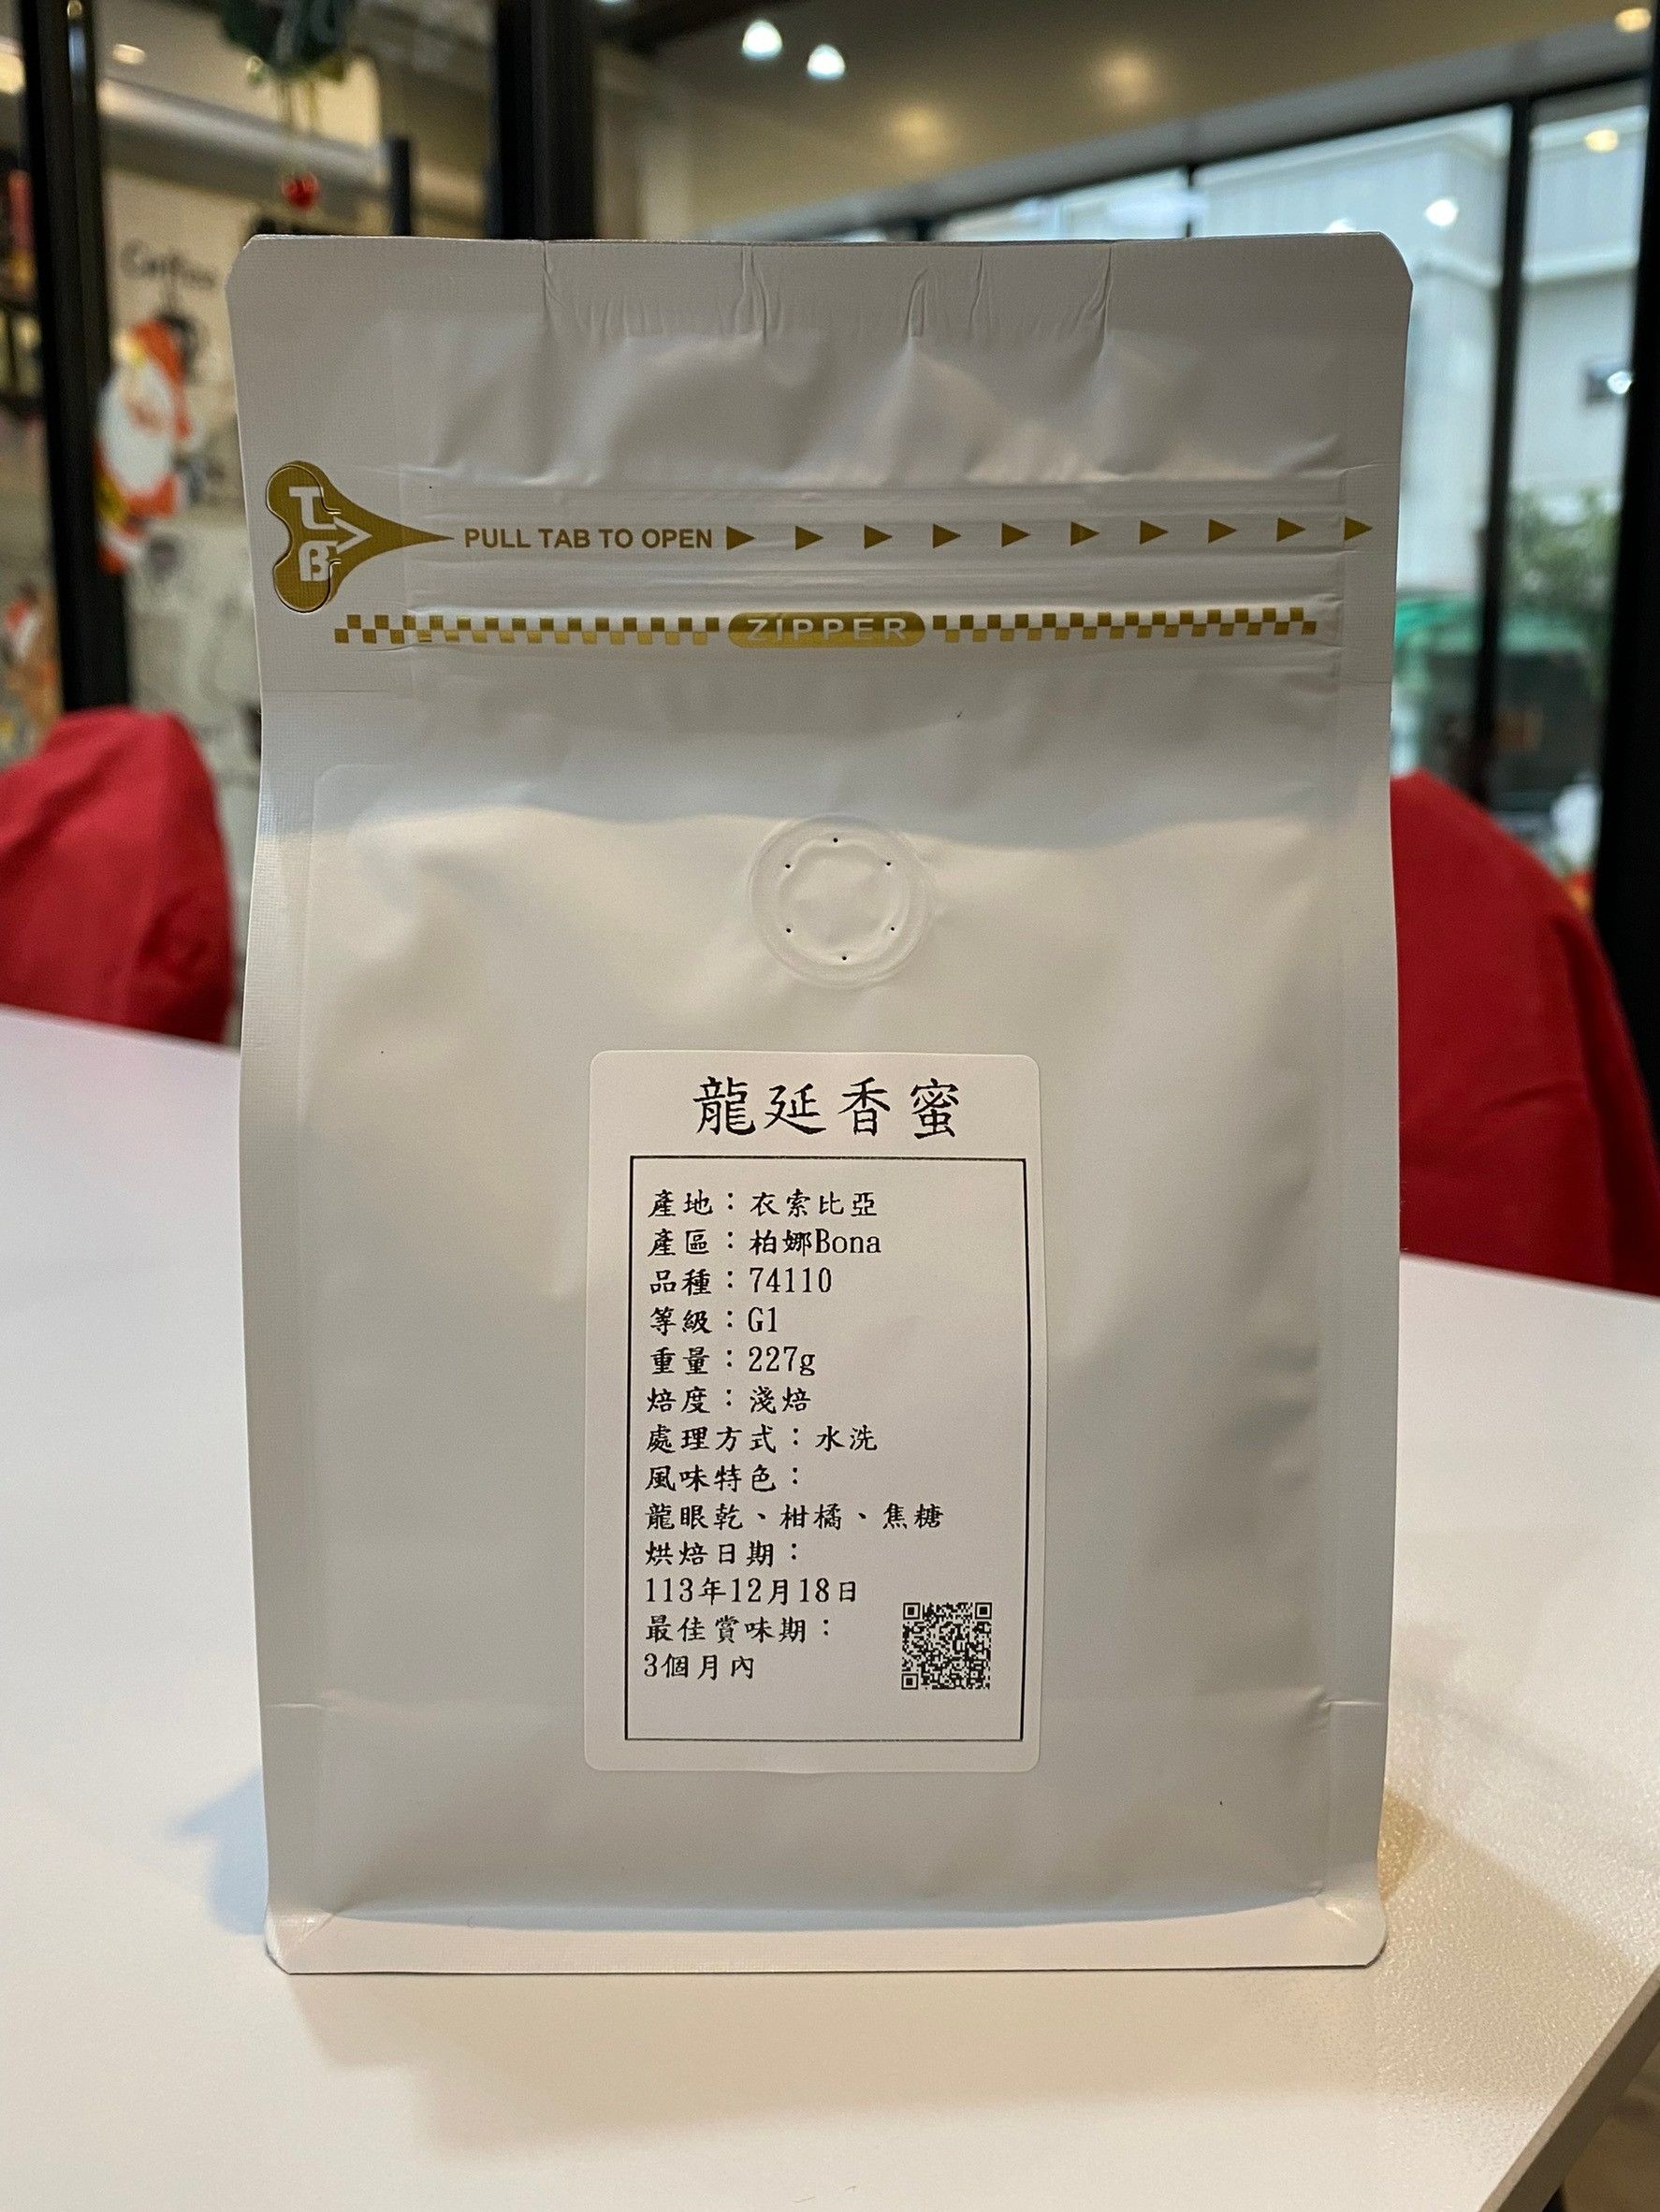 Coffee
TLB
PULL TAB TO OPEN
ZIPPER
龍延香蜜
產地：衣索比亞
產區：柏娜Bona
品種：74110
等級：G1
重量：227g
焙度：淺焙
處理方式：水洗
風味特色：
龍眼乾、柑橘、焦糖
烘焙日期：
113年12月18日
最佳賞味期：
3個月內